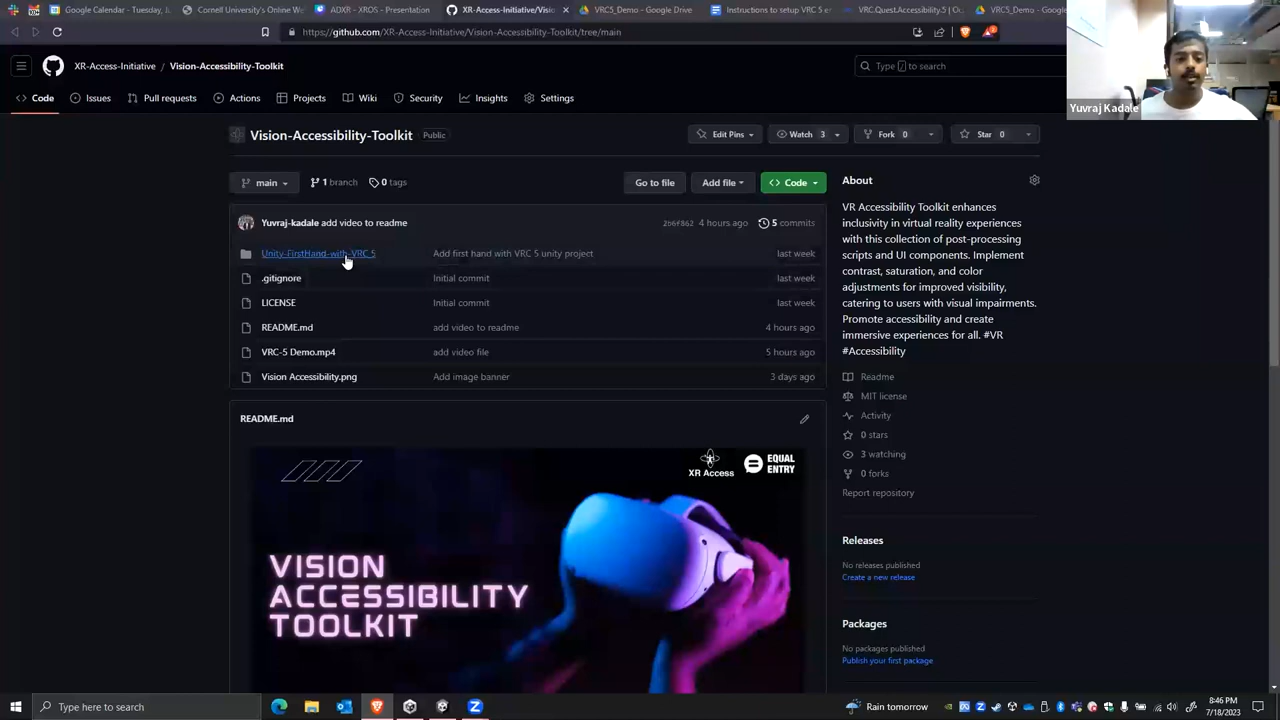 Google Calendar - Tuesday,
Cornell University's Online W
ADXR - XROS - Presentation
XR-Access-Initiative/Visio
VRC5_Demo - Google Drive
Instructions to setup VRC 5 o
VRC.Quest.Accessibility.5 | O
VRC5_Demo - Goog
https://github.com/XR-Access-Initiative/Vision-Accessibility-Toolkit/tree/main
XR-Access-Initiative / Vision-Accessibility-Toolkit
Type / to search
Code
Issues
Pull requests
Actions
Projects
Wiki
Security
Insights
Settings
Yuvraj Kadale
Vision-Accessibility-Toolkit Public
Edit Pins
Watch 3
Fork 0
Star 0
main
1 branch
0 tags
Go to file
Add file
Code
Yuvraj-kadale add video to readme 2b6f862 4 hours ago 5 commits
Unity-FirstHand-with-VRC 5 Add first hand with VRC 5 unity project last week
.gitignore Initial commit last week
LICENSE Initial commit last week
README.md add video to readme 4 hours ago
VRC-5 Demo.mp4 add video file 5 hours ago
Vision Accessibility.png Add image banner 3 days ago
README.md
XR Access
EQUAL
ENTRY
VISION
ACCESSIBILITY
TOOLKIT
About
VR Accessibility Toolkit enhances
inclusivity in virtual reality experiences
with this collection of post-processing
scripts and UI components. Implement
contrast, saturation, and color
adjustments for improved visibility,
catering to users with visual impairments.
Promote accessibility and create
immersive experiences for all. #VR
#Accessibility
Readme
MIT license
Activity
0 stars
3 watching
0 forks
Report repository
Releases
No releases published
Create a new release
Packages
No packages published
Publish your first package
Type here to search
Rain tomorrow
8:46 PM
7/18/2023